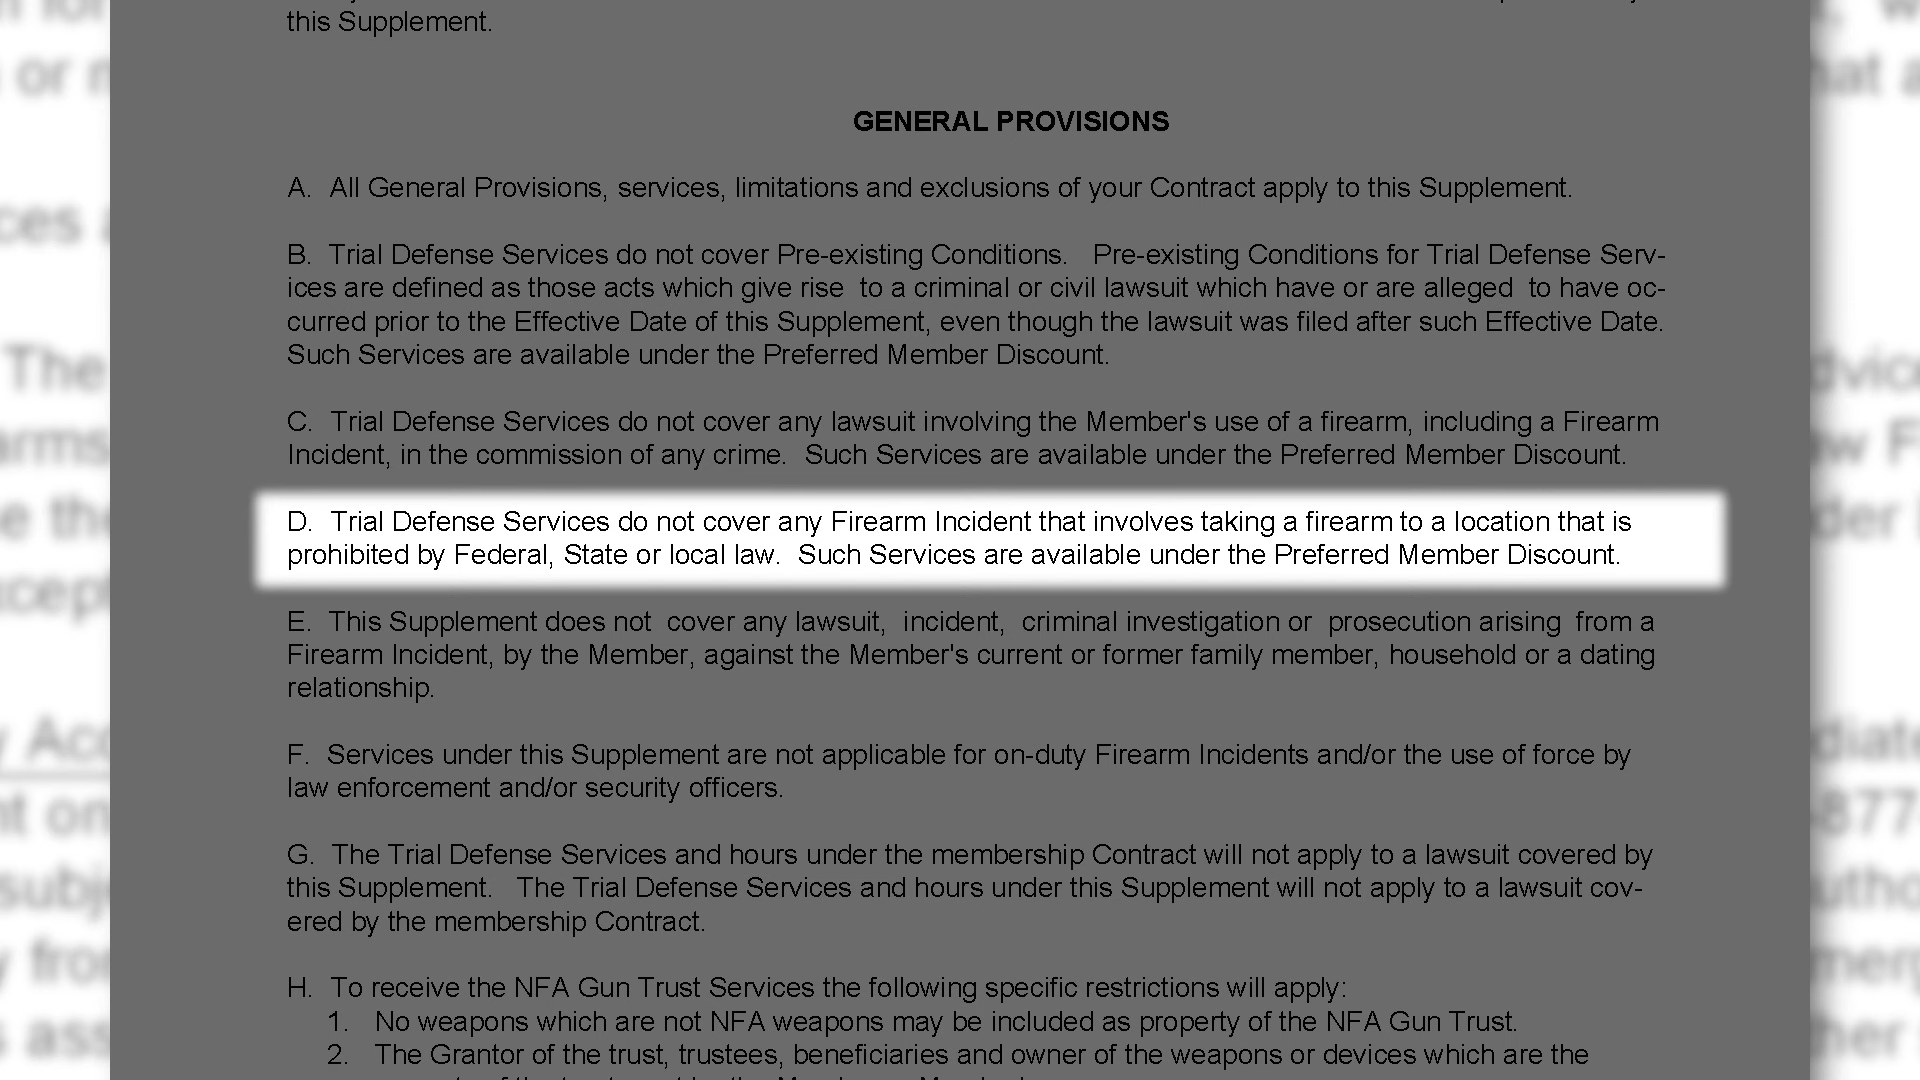 this Supplement.
GENERAL PROVISIONS
A. All General Provisions, services, limitations and exclusions of your Contract apply to this Supplement.
B. Trial Defense Services do not cover Pre-existing Conditions. Pre-existing Conditions for Trial Defense Serv-
ices are defined as those acts which give rise to a criminal or civil lawsuit which have or are alleged to have oc-
curred prior to the Effective Date of this Supplement, even though the lawsuit was filed after such Effective Date.
Such Services are available under the Preferred Member Discount.
C. Trial Defense Services do not cover any lawsuit involving the Member's use of a firearm, including a Firearm
Incident, in the commission of any crime. Such Services are available under the Preferred Member Discount.
D. Trial Defense Services do not cover any Firearm Incident that involves taking a firearm to a location that is
prohibited by Federal, State or local law. Such Services are available under the Preferred Member Discount.
E. This Supplement does not cover any lawsuit, incident, criminal investigation or prosecution arising from a
Firearm Incident, by the Member, against the Member's current or former family member, household or a dating
relationship.
F. Services under this Supplement are not applicable for on-duty Firearm Incidents and/or the use of force by
law enforcement and/or security officers.
G. The Trial Defense Services and hours under the membership Contract will not apply to a lawsuit covered by
this Supplement. The Trial Defense Services and hours under this Supplement will not apply to a lawsuit cov-
ered by the membership Contract.
H. To receive the NFA Gun Trust Services the following specific restrictions will apply:
1. No weapons which are not NFA weapons may be included as property of the NFA Gun Trust.
2. The Grantor of the trust, trustees, beneficiaries and owner of the weapons or devices which are the